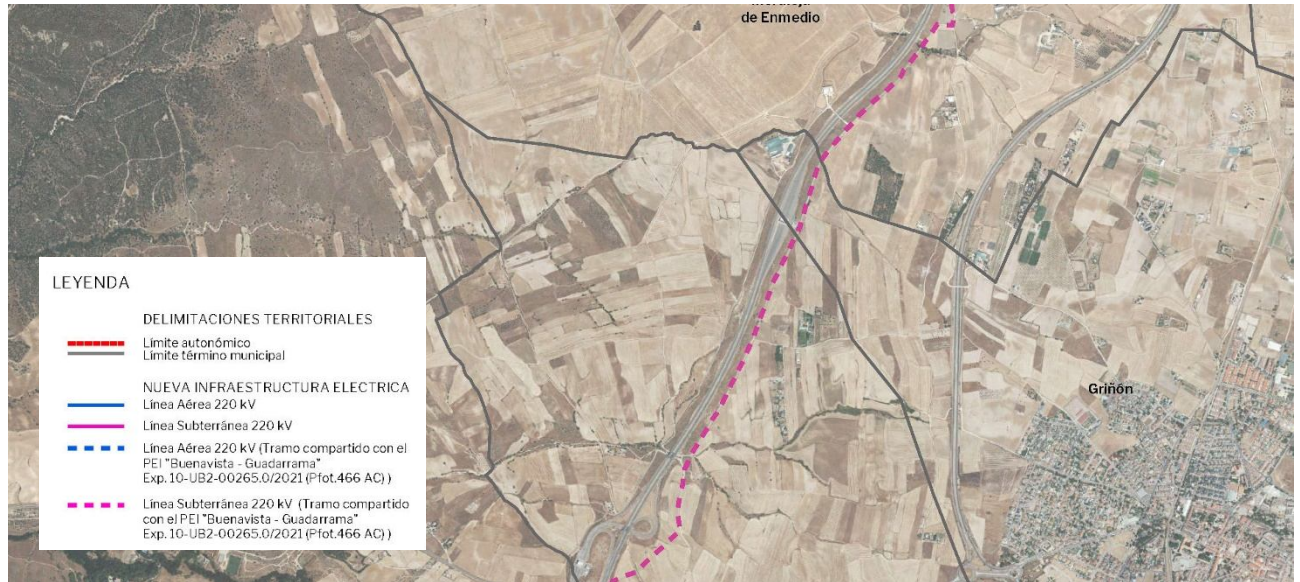 de Enmedio
LEYENDA
DELIMITACIONES TERRITORIALES
Límite autonómico
Límite término municipal
NUEVA INFRAESTRUCTURA ELECTRICA
Línea Aérea 220 kV
Línea Subterránea 220 kV
Línea Aérea 220 kV (Tramo compartido con el
PEI "Buenavista - Guadarrama"
Exp. 10-UB2-00265.0/2021 (Pfot.466 AC) )
Línea Subterránea 220 kV (Tramo compartido
con el PEI "Buenavista - Guadarrama"
Exp. 10-UB2-00265.0/2021 (Pfot.466 AC) )
Griñón